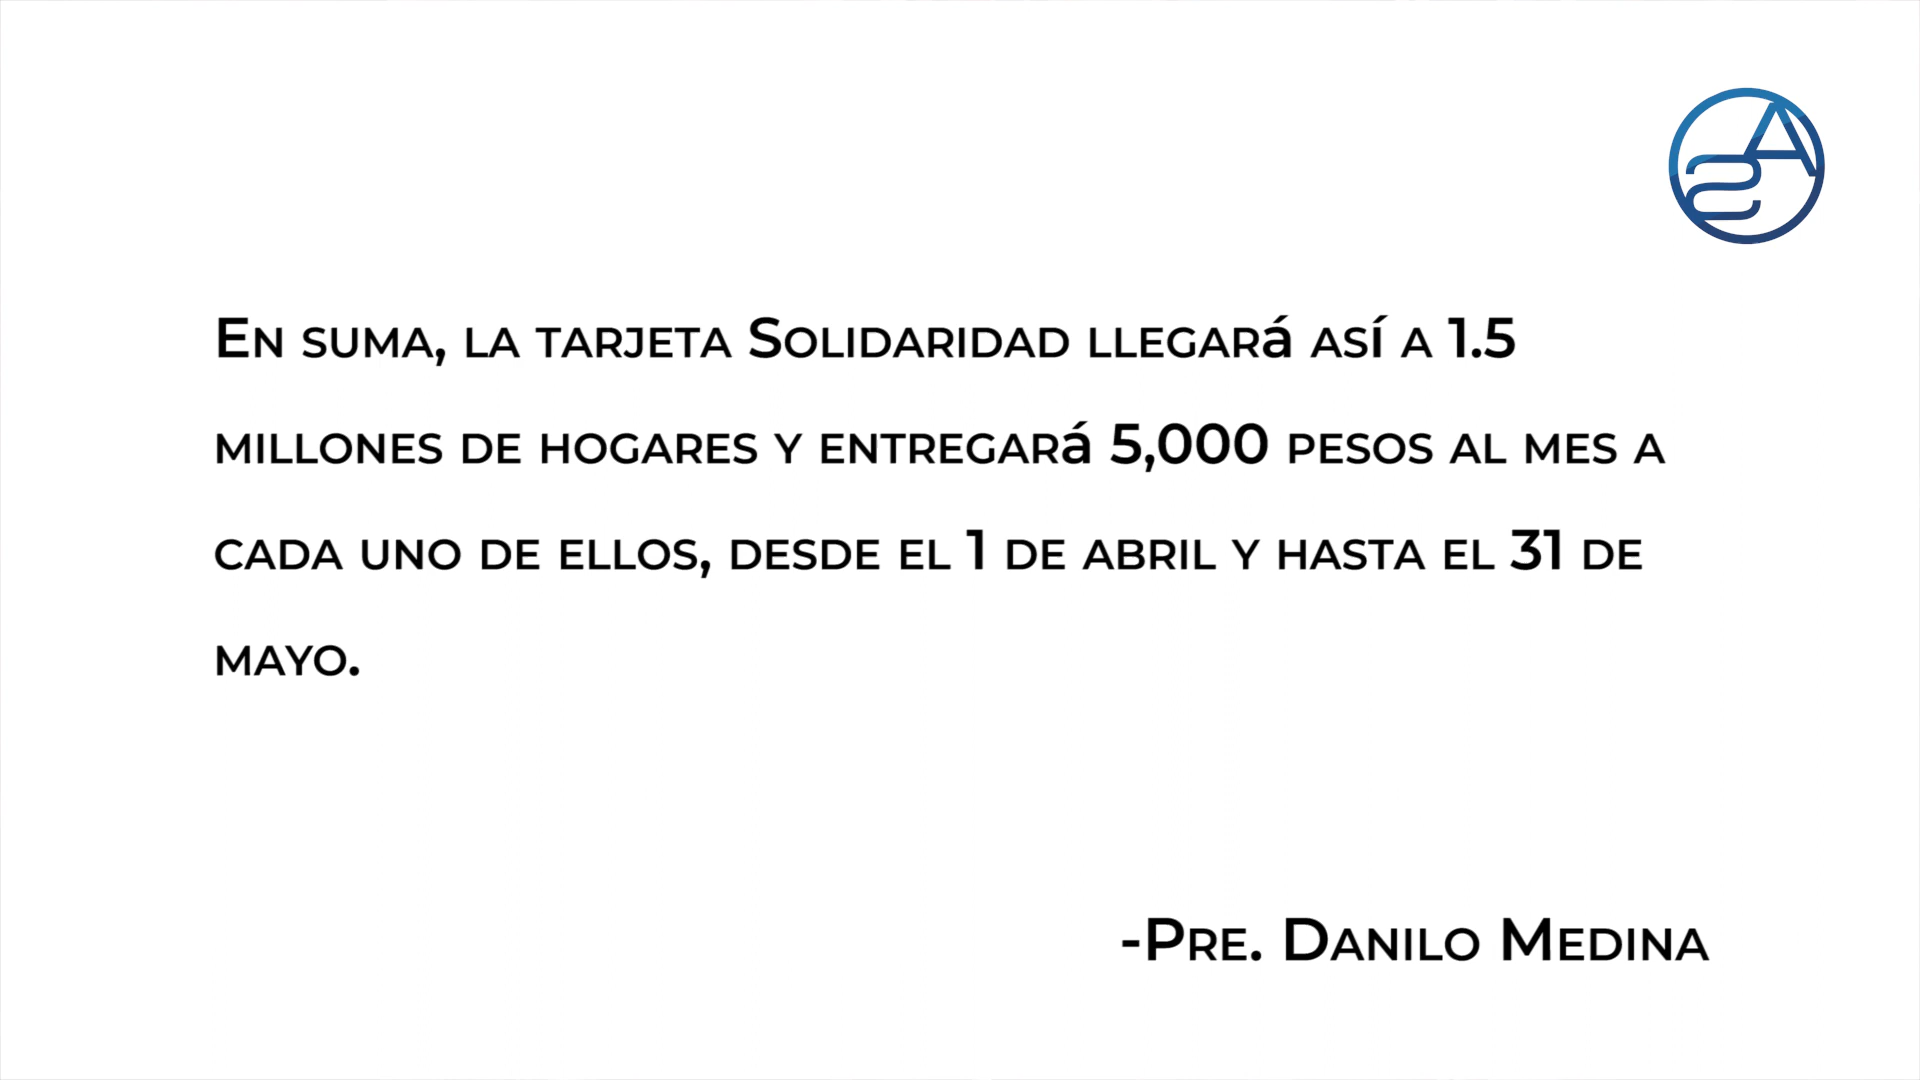 En suma, la tarjeta Solidaridad llegará así a 1.5
millones de hogares y entregará 5,000 pesos al mes a
cada uno de ellos, desde el 1 de abril y hasta el 31 de
mayo.
-Pre. Danilo Medina